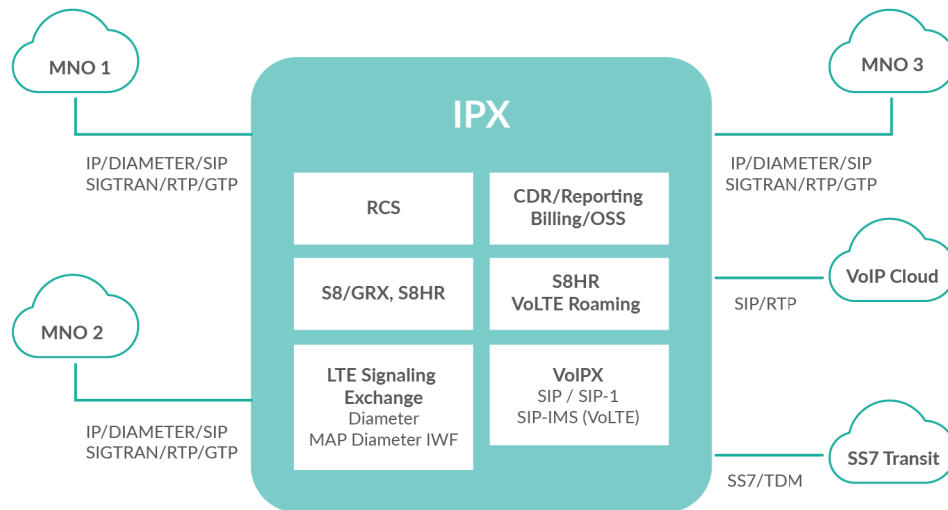 MNO 1
IP/DIAMETER/SIP
SIGTRAN/RTP/GTP
MNO 2
IP/DIAMETER/SIP
SIGTRAN/RTP/GTP
IPX
RCS
CDR/Reporting
Billing/OSS
S8/GRX, S8HR
S8HR
VoLTE Roaming
LTE Signaling
Exchange
Diameter
MAP Diameter IWF
VoIPX
SIP / SIP-1
SIP-IMS (VoLTE)
MNO 3
IP/DIAMETER/SIP
SIGTRAN/RTP/GTP
VoIP Cloud
SIP/RTP
SS7 Transit
SS7/TDM